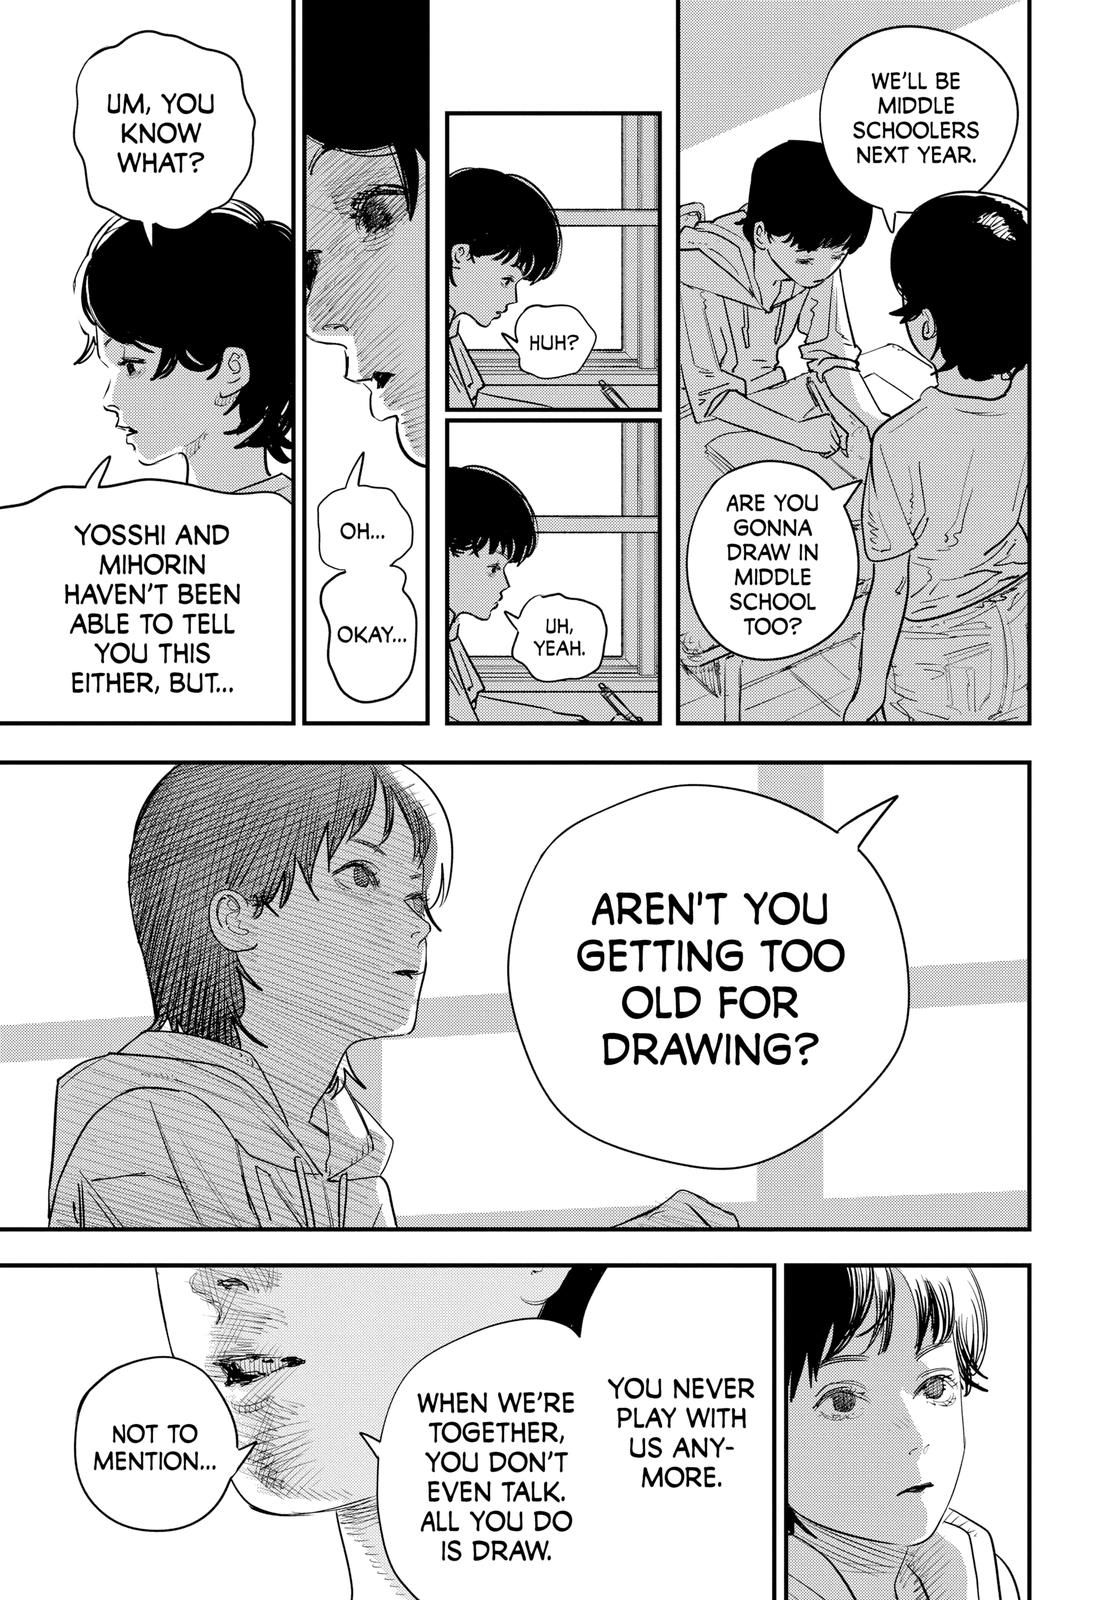 WE'LL BE
MIDDLE
SCHOOLERS
NEXT YEAR.
ARE YOU
GONNA
DRAW IN
MIDDLE
SCHOOL
TOO?
HUH?
UH,
YEAH.
OH...
OKAY...
UM, YOU
KNOW
WHAT?
YOSSHI AND
MIHORIN
HAVEN'T BEEN
ABLE TO TELL
YOU THIS
EITHER, BUT...
AREN'T YOU
GETTING TOO
OLD FOR
DRAWING?
YOU NEVER
PLAY WITH
US ANY-
MORE.
WHEN WE'RE
TOGETHER,
YOU DON'T
EVEN TALK.
ALL YOU DO
IS DRAW.
NOT TO
MENTION...